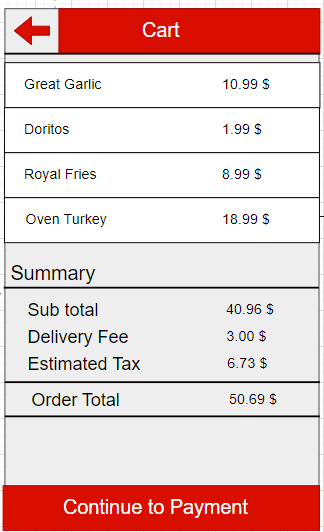 Cart
Great Garlic 10.99 $
Doritos 1.99 $
Royal Fries 8.99 $
Oven Turkey 18.99 $
Summary
Sub total 40.96 $
Delivery Fee 3.00 $
Estimated Tax 6.73 $
Order Total 50.69 $
Continue to Payment